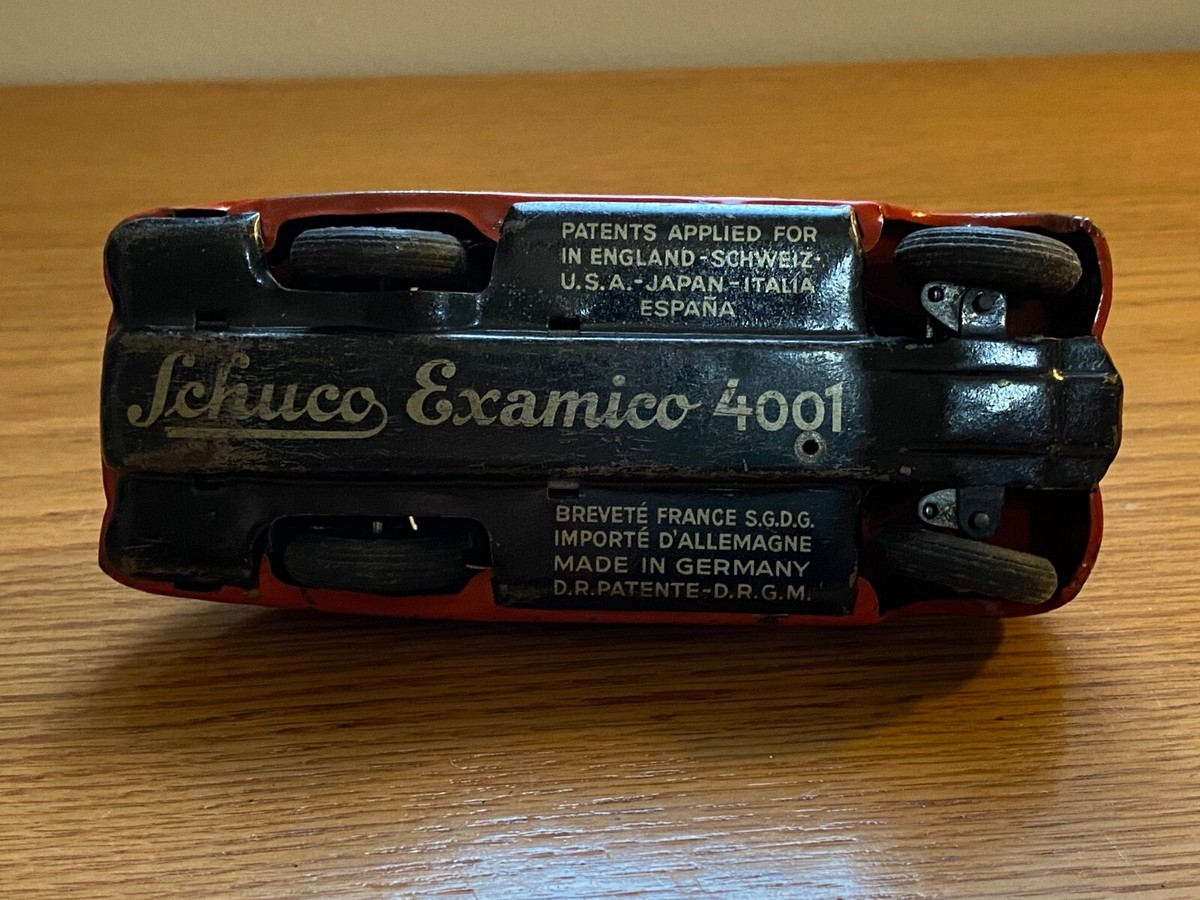 PATENTS APPLIED FOR
IN ENGLAND-SCHWEIZ-
U.S.A.-JAPAN-ITALIA
ESPAÑA
Schuco Examico 4001
BREVETÉ FRANCE S.G.D.G.
IMPORTÉ D'ALLEMAGNE
MADE IN GERMANY
D.R.PATENTE-D.R.G.M.